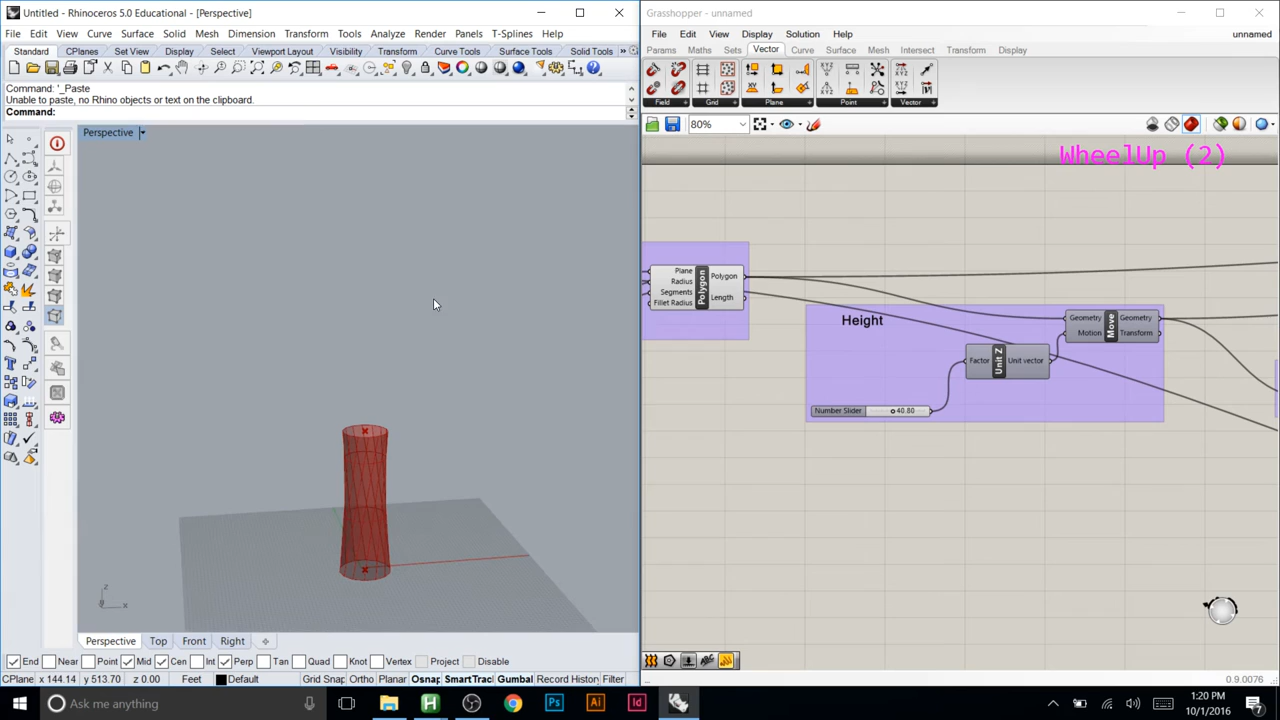 Untitled - Rhinoceros 5.0 Educational - [Perspective]
File Edit View Curve Surface Solid Mesh Dimension Transform Tools Analyze Render Panels T-Splines Help
Standard CPlanes Set View Display Select Viewport Layout Visibility Transform Curve Tools Surface Tools Solid Tools
Command: '_Paste
Unable to paste, no Rhino objects or text on the clipboard.
Command:
Perspective
z
y
x
Perspective Top Front Right
End Near Point Mid Cen Int Perp Tan Quad Knot Vertex Project Disable
CPlane x 144.14 y 513.70 z 0.00 Feet Default Grid Snap Ortho Planar Osnap SmartTrac Gumbal Record History Filter
Grasshopper - unnamed
File Edit View Display Solution Help unnamed
Params Maths Sets Vector Curve Surface Mesh Intersect Transform Display
Field Grid Plane Point Vector
80%
WheelUp (2)
Plane
Radius
Segments
Fillet Radius
Polygon
Polygon
Length
Height
Geometry
Motion
Move
Geometry
Transform
Factor
Unit Z
Unit vector
Number Slider 40.80
0.9.0076
Ask me anything
Ps Ai Id
1:20 PM
10/1/2016
7